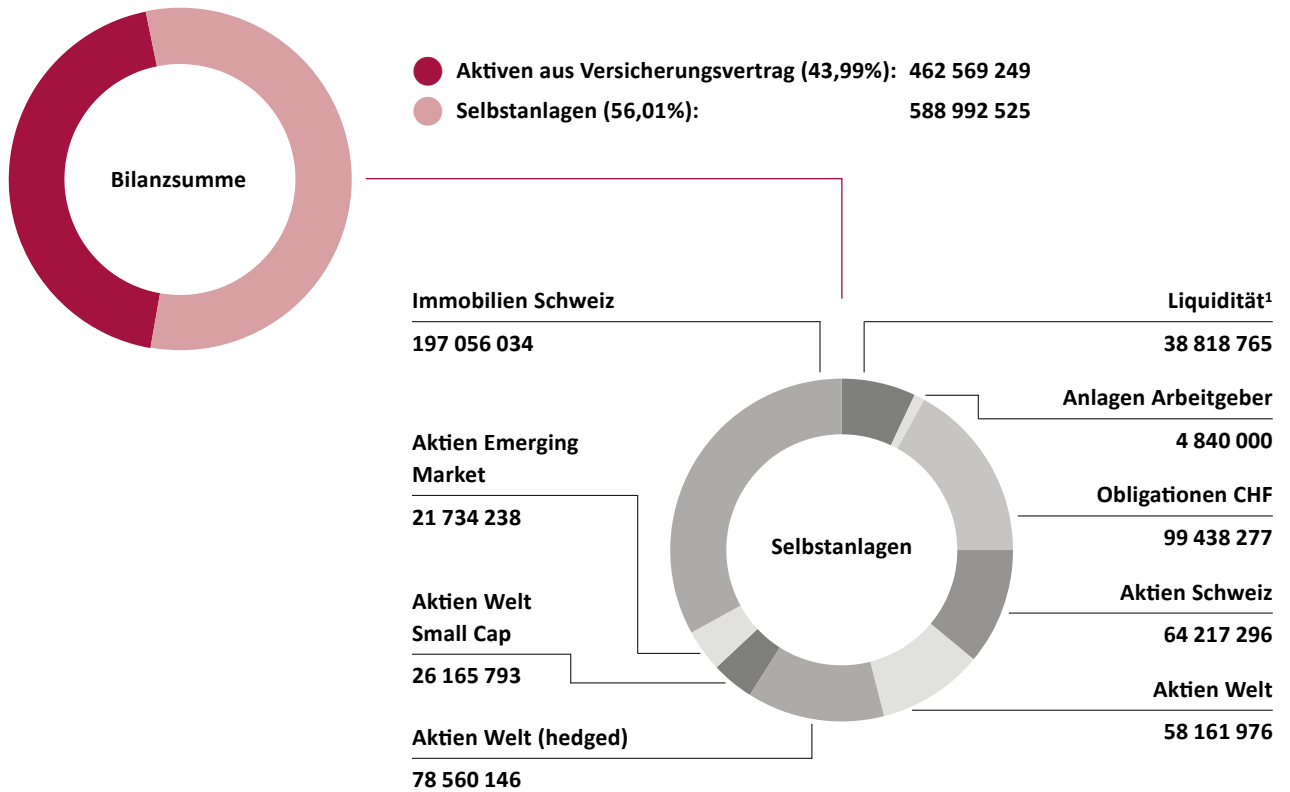 Bilanzsumme
Aktiven aus Versicherungsvertrag (43,99%): 462 569 249
Selbstanlagen (56,01%): 588 992 525
Immobilien Schweiz
197 056 034
Aktien Emerging
Market
21 734 238
Aktien Welt
Small Cap
26 165 793
Aktien Welt (hedged)
78 560 146
Selbstanlagen
Liquidität¹
38 818 765
Anlagen Arbeitgeber
4 840 000
Obligationen CHF
99 438 277
Aktien Schweiz
64 217 296
Aktien Welt
58 161 976